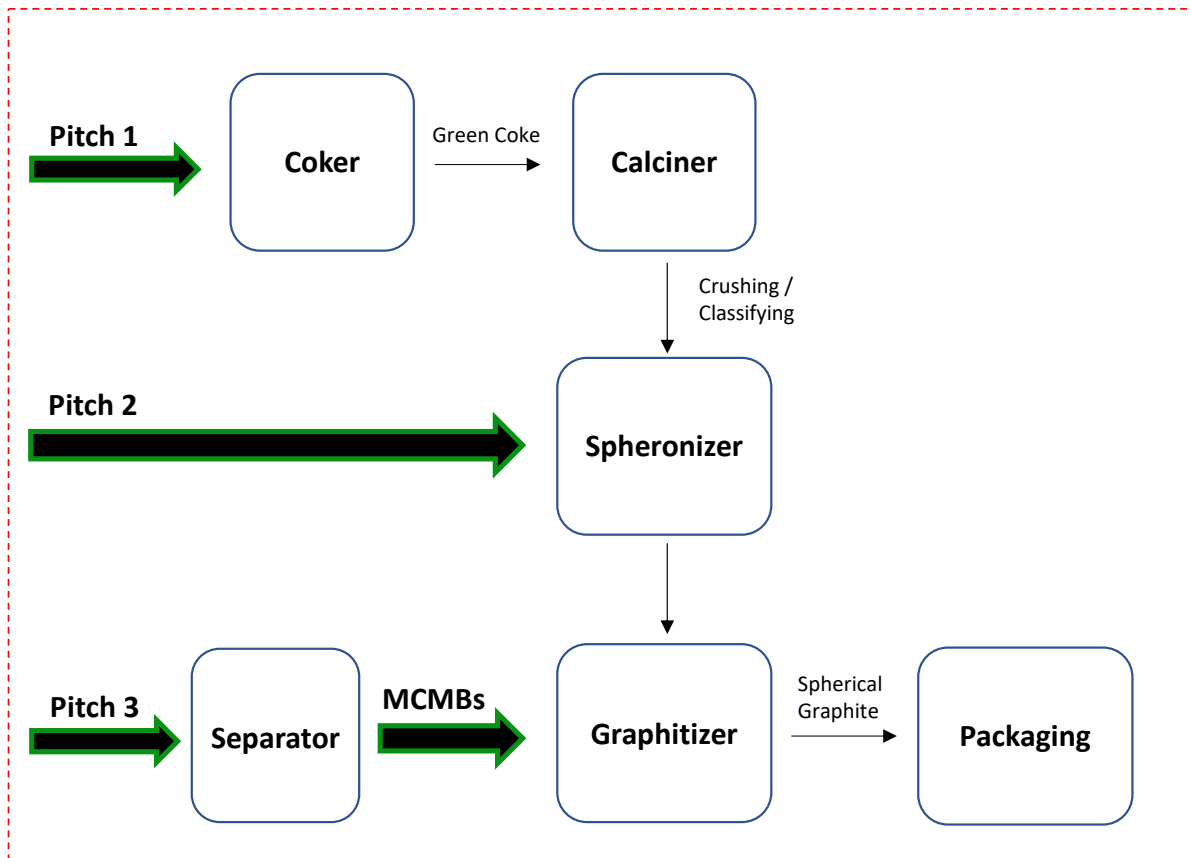 Pitch 1
Coker
Green Coke
Calciner
Crushing /
Classifying
Pitch 2
Spheronizer
Pitch 3
Separator
MCMBs
Graphitizer
Spherical
Graphite
Packaging